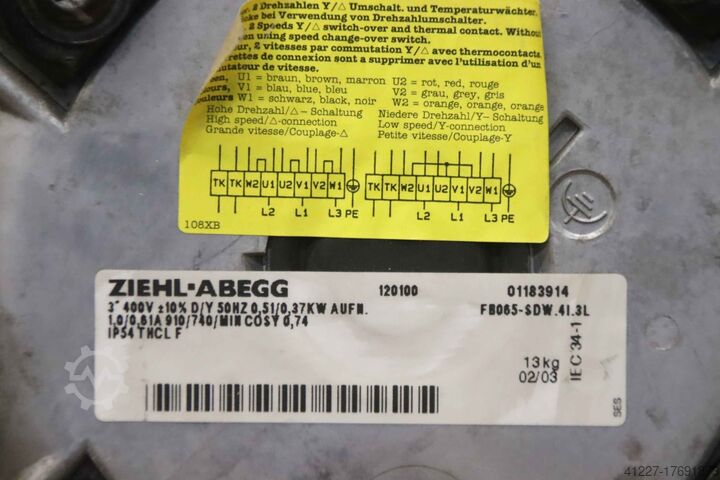 2 Drehzahlen Y/△ Umschalt. und Temperaturwächter.
bei Verwendung von Drehzahlumschalter.
2 Speeds Y/△ switch-over and thermal contact. Without
using speed change-over switch.
2 vitesses par commutation Y/△ avec thermocontacts
de connexion sont a supprimer avec l'utilisation d'un
de vitesse.
U1 = braun, brown, marron U2 = rot, red, rouge
V1 = blau, blue, bleu V2 = grau, grey, gris
W1 = schwarz, black, noir W2 = orange, orange, orange
Hohe Drehzahl/△ - Schaltung Niedere Drehzahl/Y- Schaltung
High speed/△-connection Low speed/Y-connection
Grande vitesse/Couplage-△ Petite vitesse/Couplage-Y
TK TK W2 U1 U2 V1 V2 W1 TK TK W2 U1 U2 V1 V2 W1
L2 L1 L3 PE L2 L1 L3 PE
108XB
ZIEHL-ABEGG 120100 01183914
3~400V ±10% D/Y 50HZ 0,51/0,37KW AUFN. FB065-SDW.4I.3L
1,0/0,61A 910/740/MIN COSY 0,74
IP54 THCL F
13kg
02/03
IEC 34-1
SES